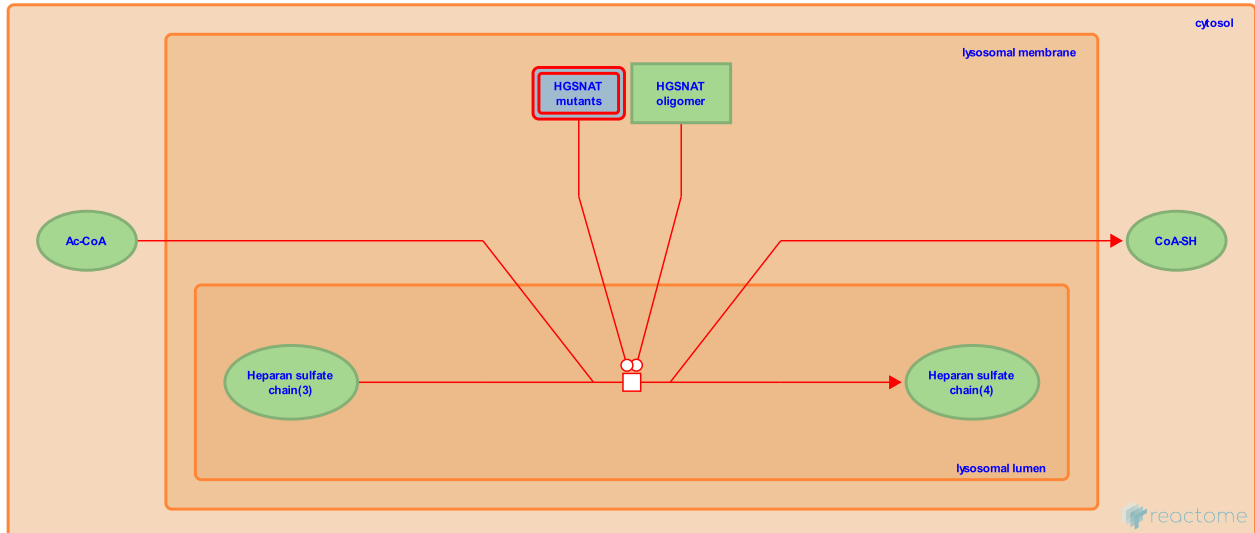 cytosol
lysosomal membrane
HGSNAT
mutants
HGSNAT
oligomer
Ac-CoA
CoA-SH
Heparan sulfate
chain(3)
Heparan sulfate
chain(4)
lysosomal lumen
reactome